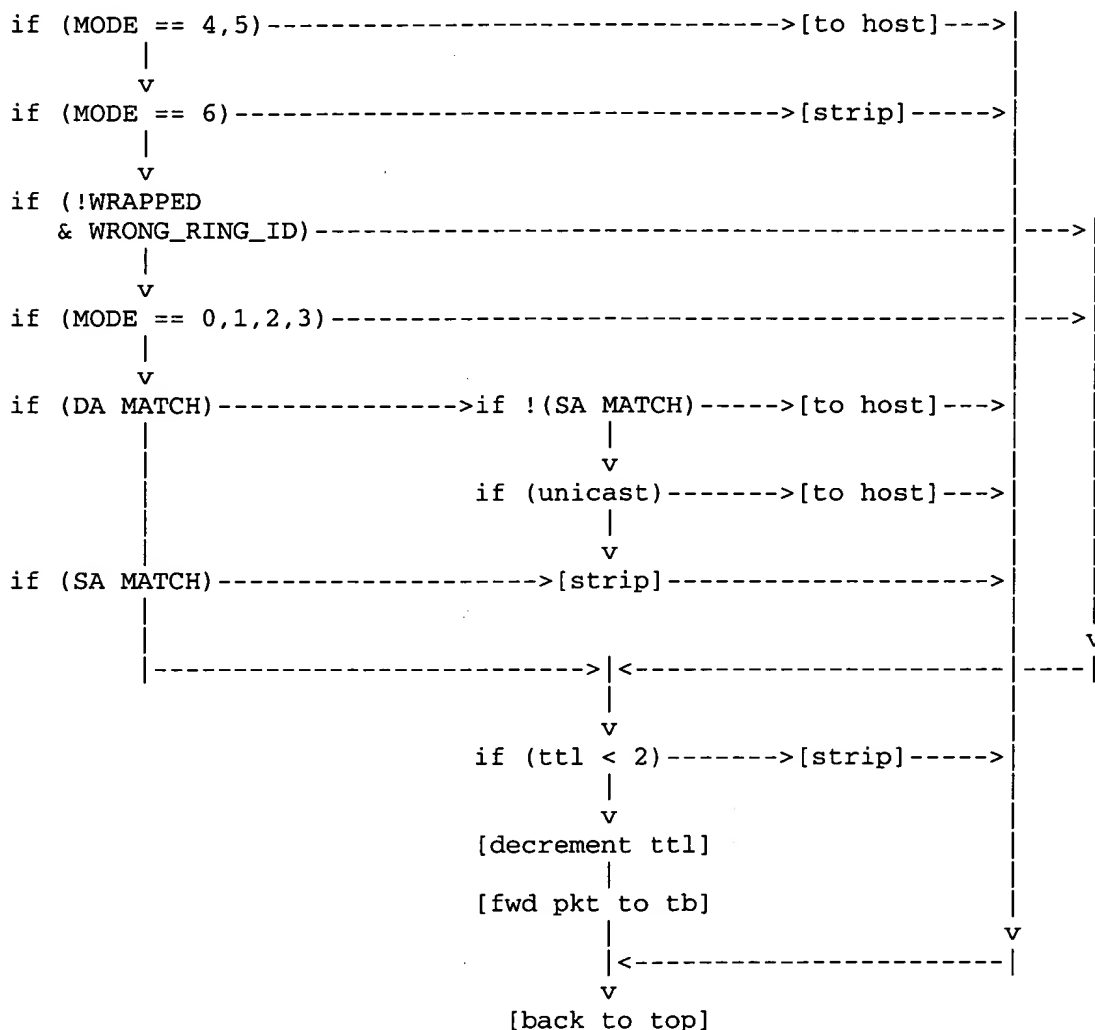 if (MODE == 4,5)------------------------------->[to host]--->|
if (MODE == 6)--------------------------------->[strip]----->
if (!WRAPPED
& WRONG_RING_ID)--------------------------------------------------->
if (MODE == 0,1,2,3)----------------------------------------------->
if (DA MATCH)--------------->if !(SA MATCH)----->[to host]--->
if (unicast)------->[to host]--->
if (SA MATCH)------------------->[strip]-------------------->
|--------------------------->|<------------------------|----|
if (ttl < 2)------->[strip]----->
[decrement ttl]
[fwd pkt to tb]
|<-----------------------|
[back to top]